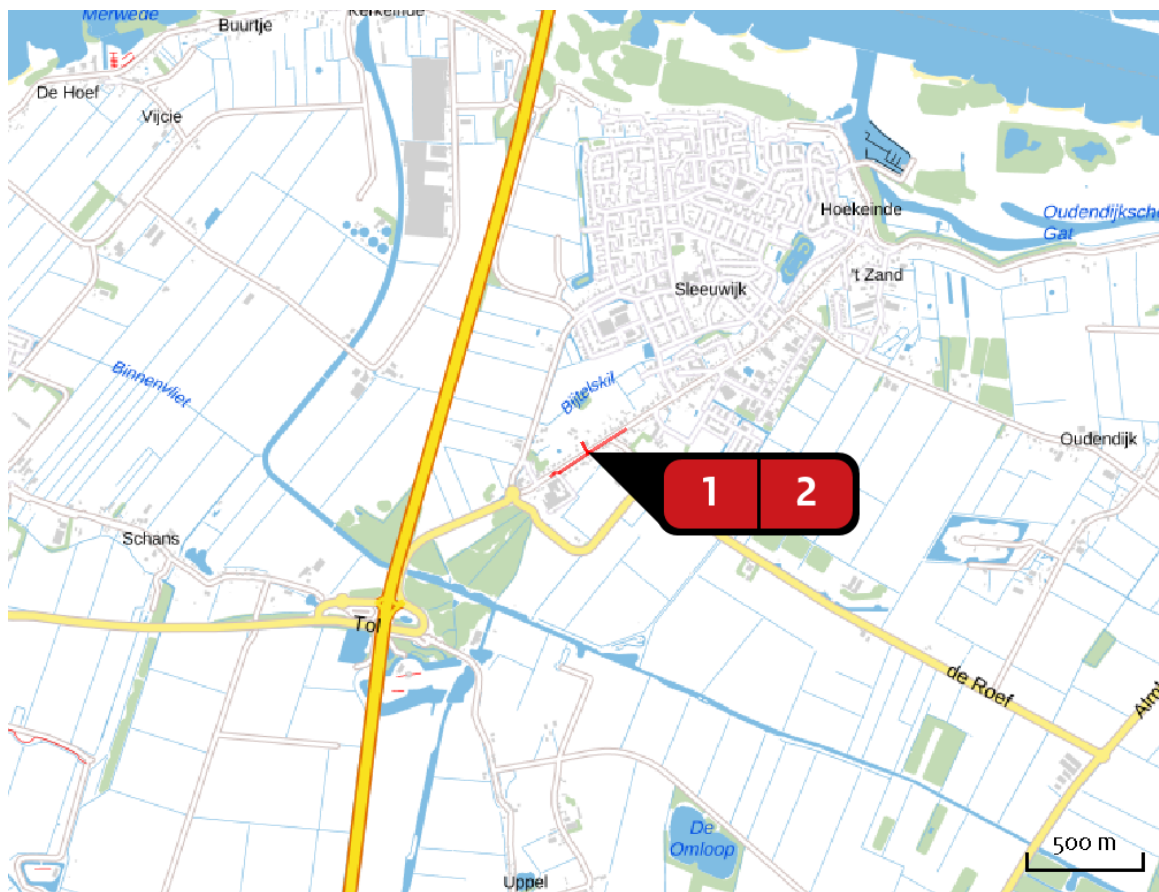 Merwede
Buurtje
Kerkeinde
De Hoef
Vijcie
Hoekeinde
Oudendijksche
Gat
't Zand
Sleeuwijk
Binnenvliet
Bijtelskil
Oudendijk
1 2
Schans
Tol
de Roef
De
Omloop
500 m
Uppel